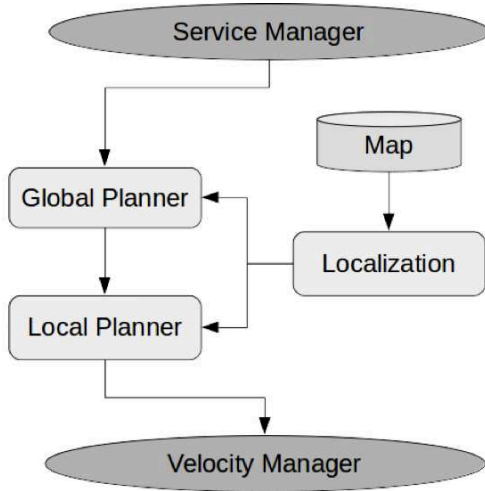 Service Manager
Map
Global Planner
Localization
Local Planner
Velocity Manager